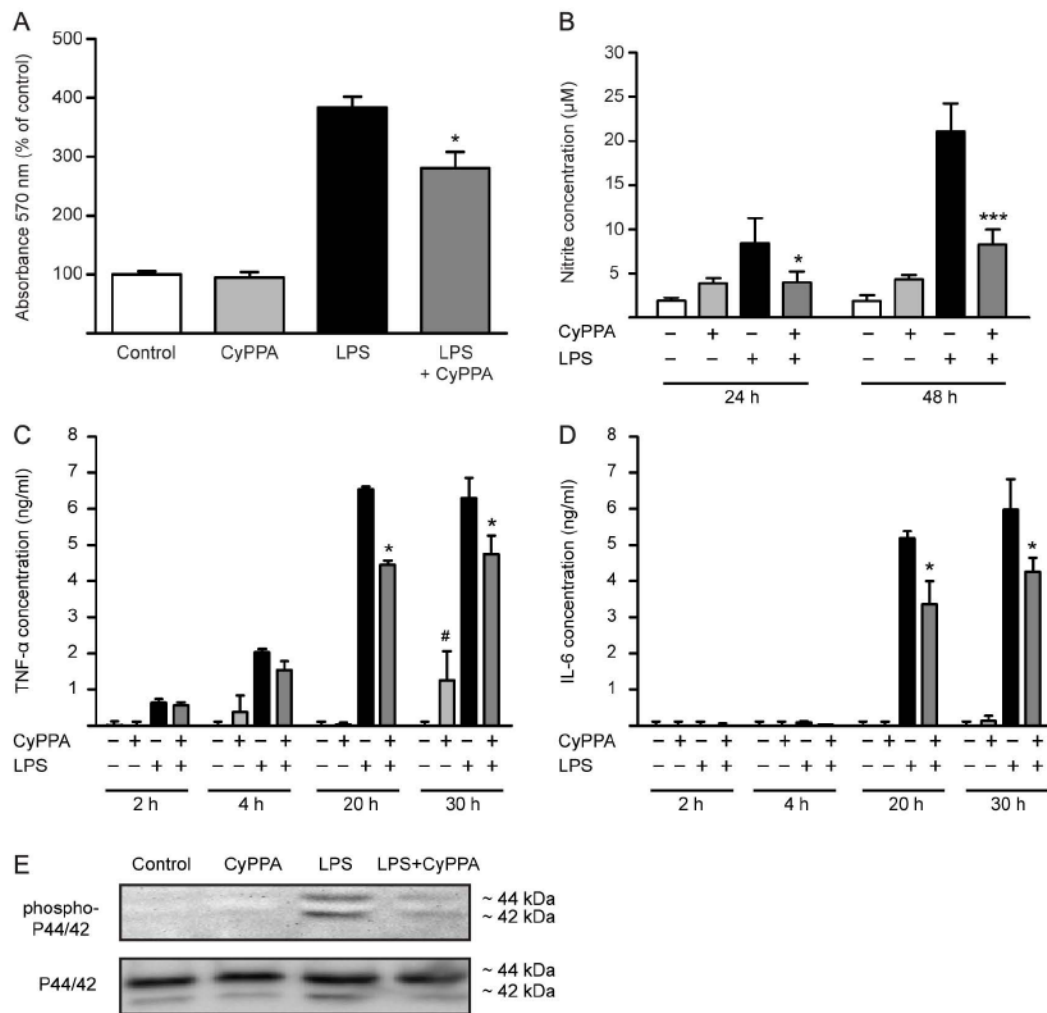 A
Absorbance 570 nm (% of control)
500
400
300
200
100
*
Control CyPPA LPS LPS
+ CyPPA
B
Nitrite concentration (µM)
30
25
20
15
10
5
* ***
CyPPA – + – + – + – +
LPS – – + + – – + +
24 h 48 h
C
TNF-α concentration (ng/ml)
8
7
6
5
4
3
2
1
* # *
CyPPA – + – + – + – + – + – + – + – +
LPS – – + + – – + + – – + + – – + +
2 h 4 h 20 h 30 h
D
IL-6 concentration (ng/ml)
8
7
6
5
4
3
2
1
* *
CyPPA – + – + – + – + – + – + – + – +
LPS – – + + – – + + – – + + – – + +
2 h 4 h 20 h 30 h
E
Control CyPPA LPS LPS+CyPPA
phospho-
P44/42
~ 44 kDa
~ 42 kDa
P44/42
~ 44 kDa
~ 42 kDa